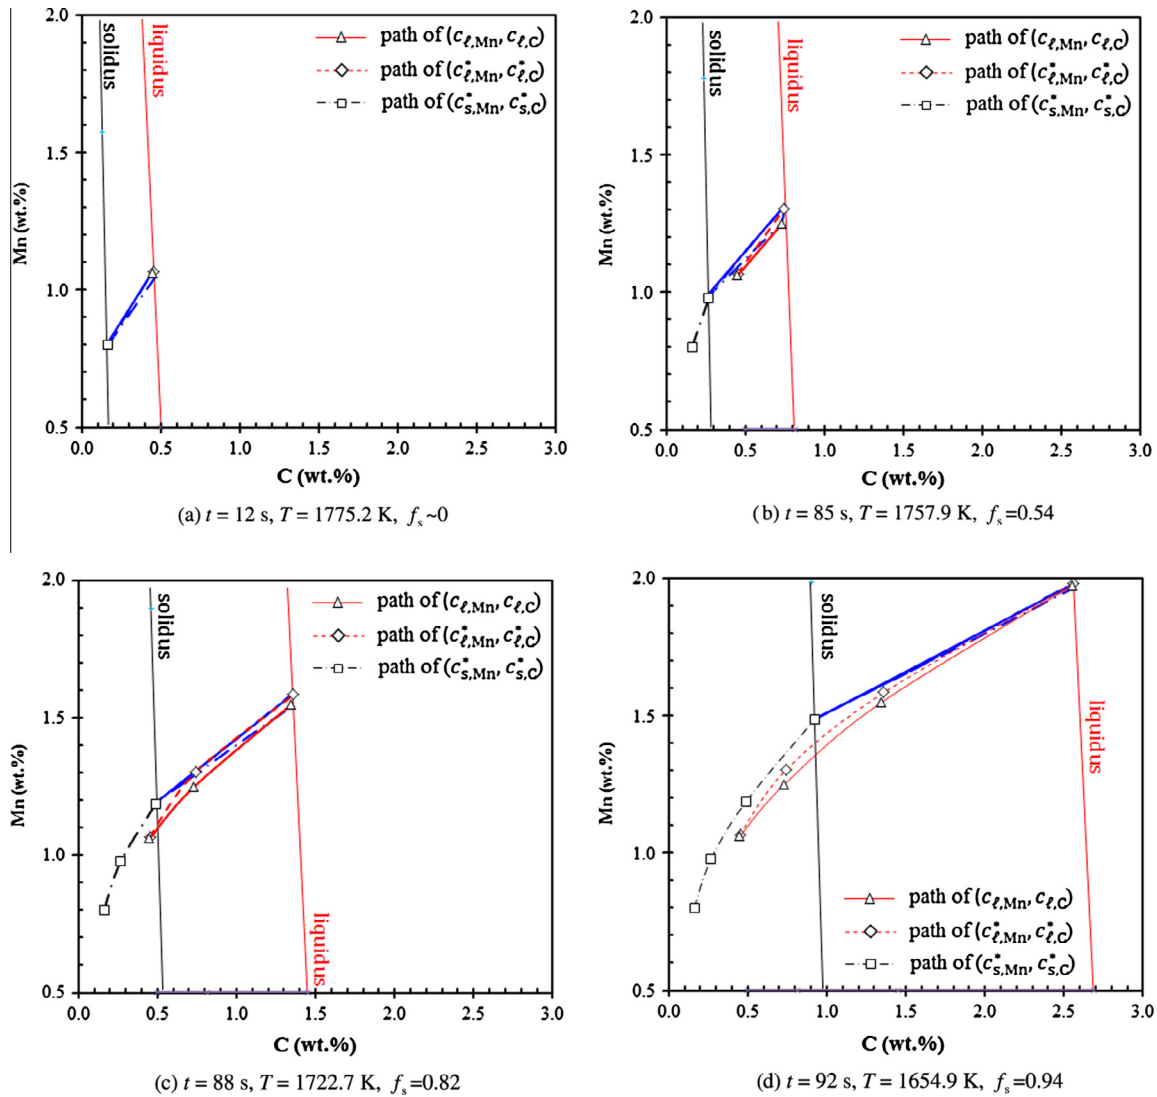 2.0
1.5
1.0
0.5
Mn (wt.%)
solidus
liquidus
path of (cℓ,Mn, cℓ,C)
path of (c*ℓ,Mn, c*ℓ,C)
path of (c*s,Mn, c*s,C)
0.0 0.5 1.0 1.5 2.0 2.5 3.0
C (wt.%)
(a) t = 12 s, T = 1775.2 K, fs ~0
2.0
1.5
1.0
0.5
Mn (wt.%)
solidus
liquidus
path of (cℓ,Mn, cℓ,C)
path of (c*ℓ,Mn, c*ℓ,C)
path of (c*s,Mn, c*s,C)
0.0 0.5 1.0 1.5 2.0 2.5 3.0
C (wt.%)
(b) t = 85 s, T = 1757.9 K, fs =0.54
2.0
1.5
1.0
0.5
Mn (wt.%)
solidus
path of (cℓ,Mn, cℓ,C)
path of (c*ℓ,Mn, c*ℓ,C)
path of (c*s,Mn, c*s,C)
liquidus
0.0 0.5 1.0 1.5 2.0 2.5 3.0
C (wt.%)
(c) t = 88 s, T = 1722.7 K, fs =0.82
2.0
1.5
1.0
0.5
Mn (wt.%)
solidus
liquidus
path of (cℓ,Mn, cℓ,C)
path of (c*ℓ,Mn, c*ℓ,C)
path of (c*s,Mn, c*s,C)
0.0 0.5 1.0 1.5 2.0 2.5 3.0
C (wt.%)
(d) t = 92 s, T = 1654.9 K, fs =0.94